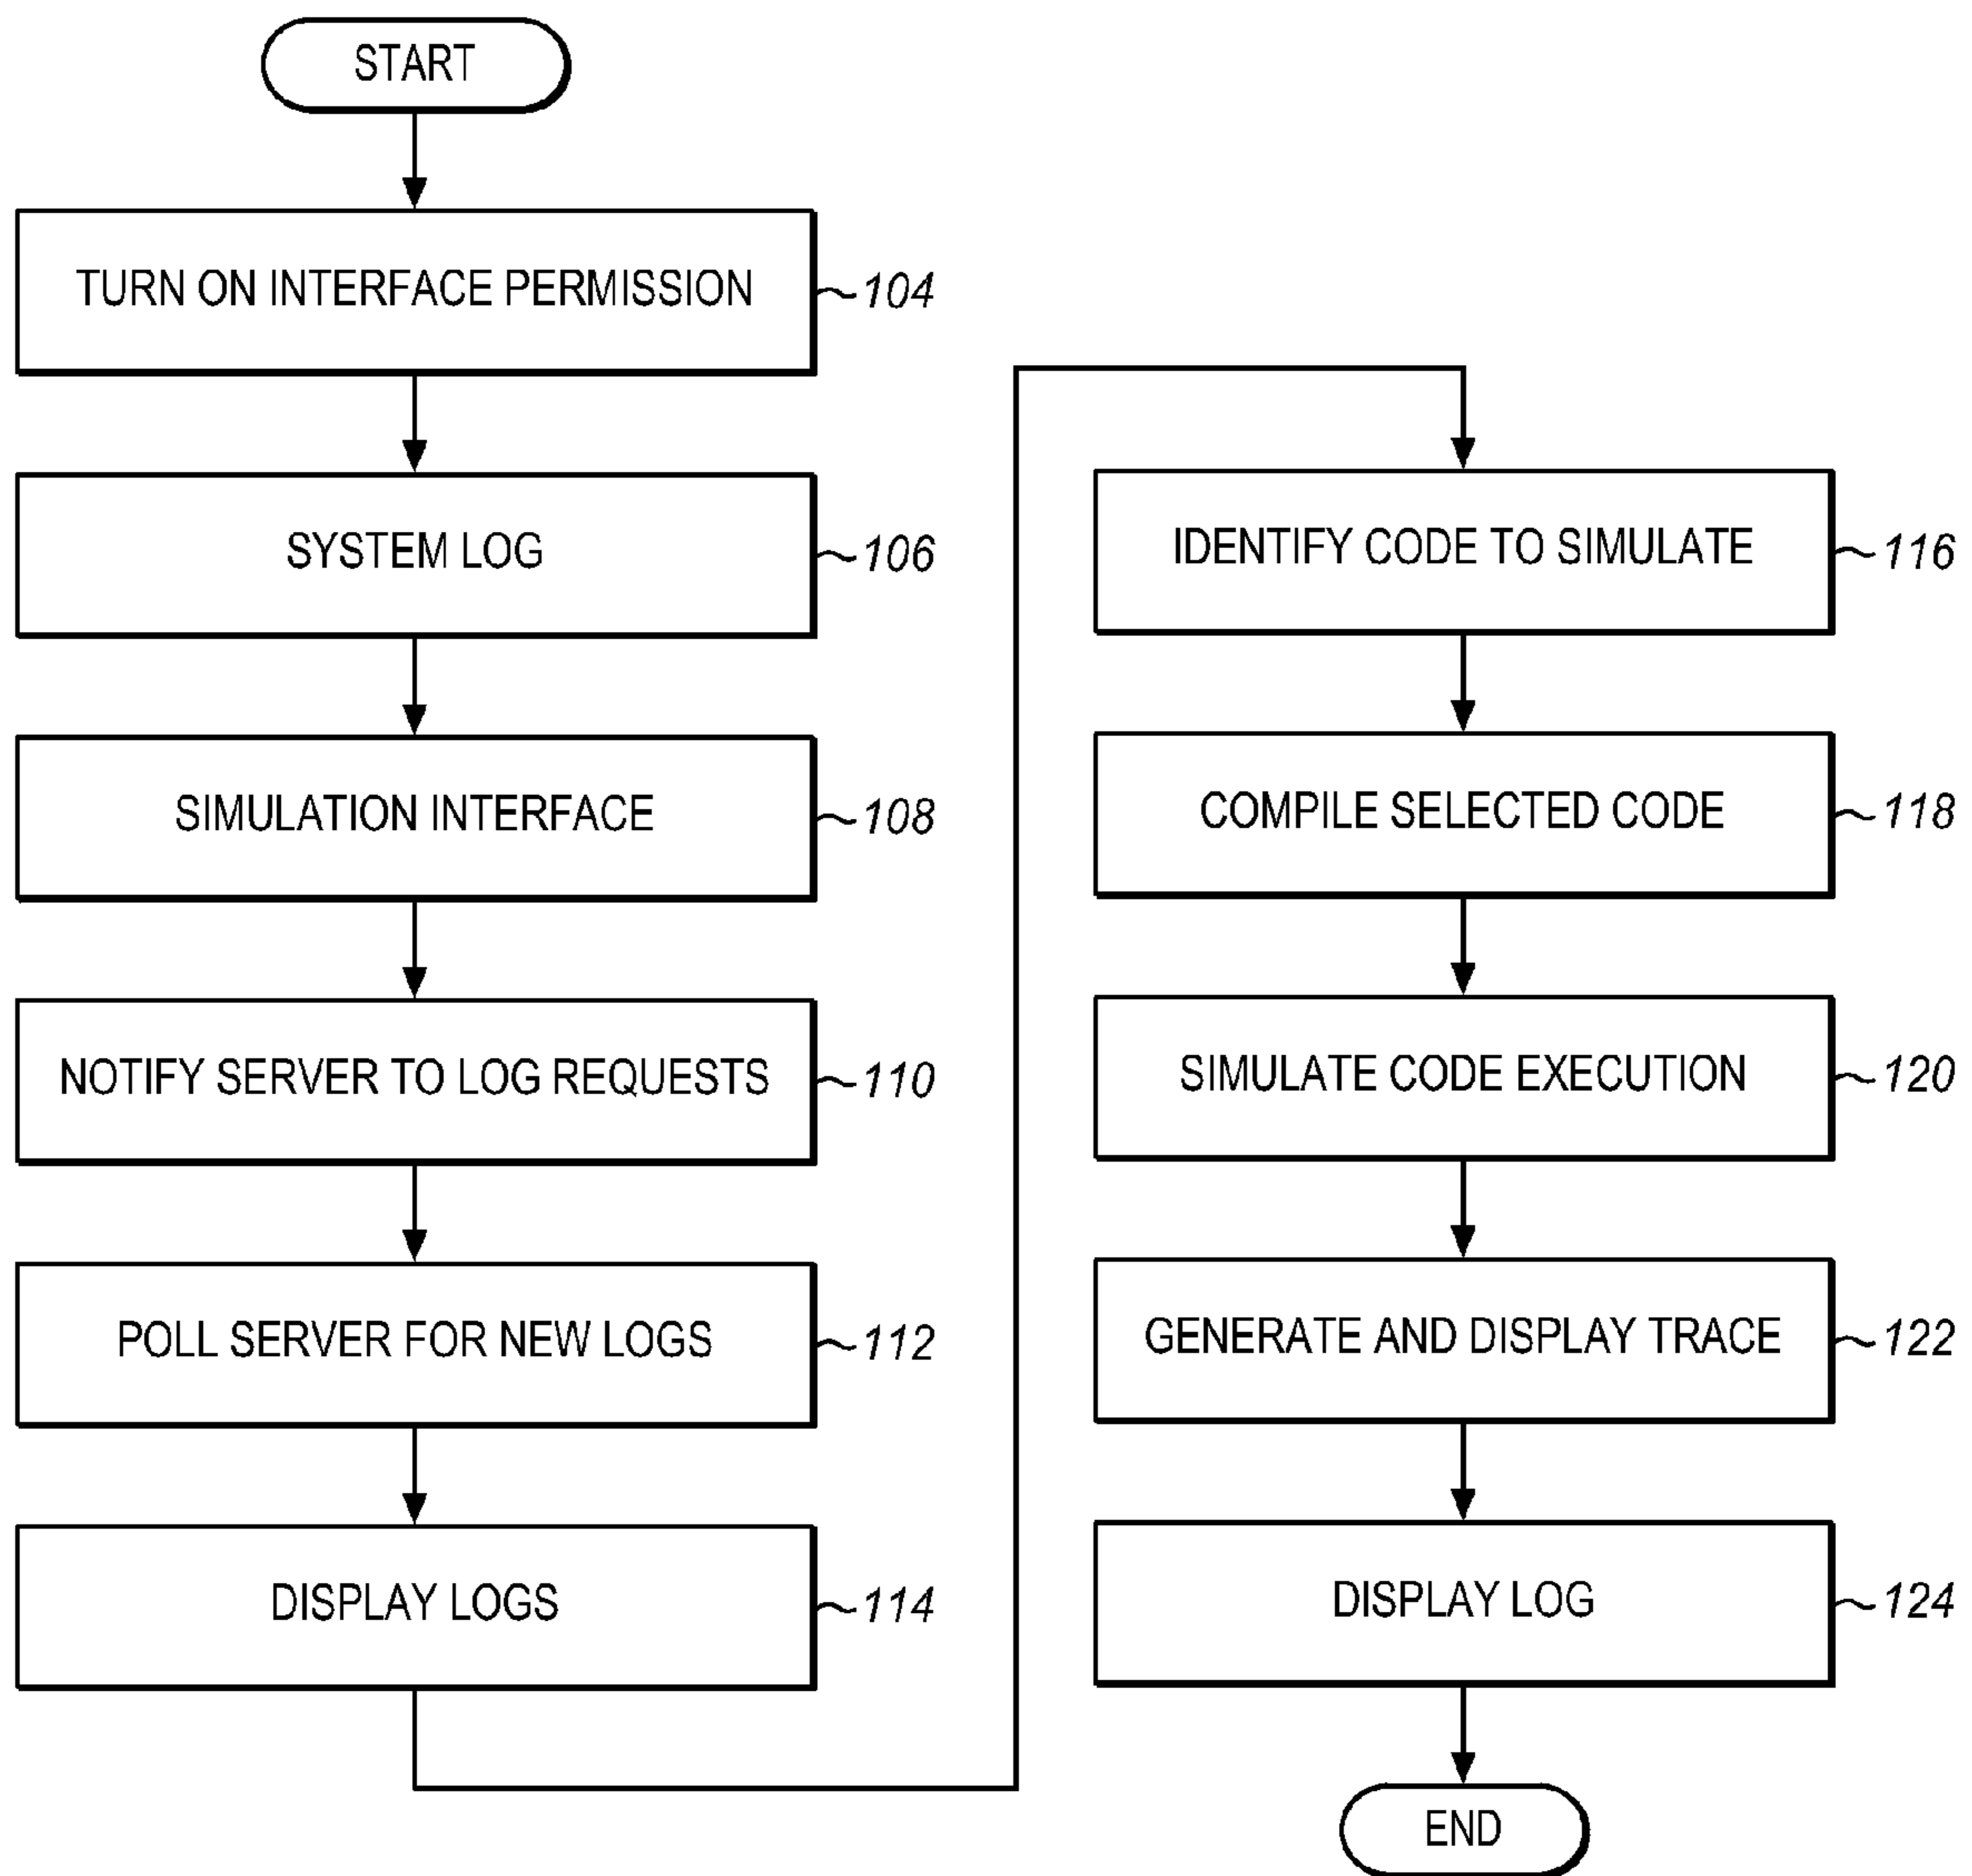 START
TURN ON INTERFACE PERMISSION
104
SYSTEM LOG
106
SIMULATION INTERFACE
108
NOTIFY SERVER TO LOG REQUESTS
110
POLL SERVER FOR NEW LOGS
112
DISPLAY LOGS
114
IDENTIFY CODE TO SIMULATE
116
COMPILE SELECTED CODE
118
SIMULATE CODE EXECUTION
120
GENERATE AND DISPLAY TRACE
122
DISPLAY LOG
124
END